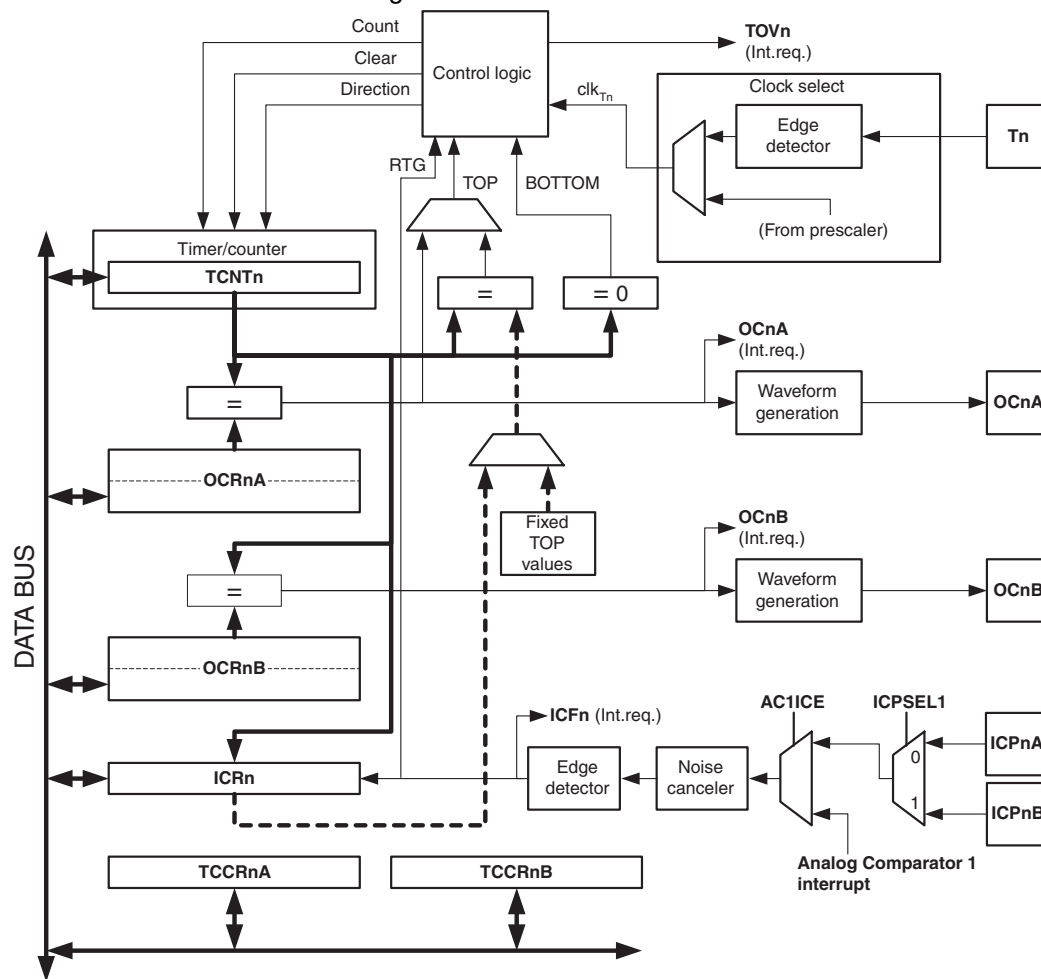 Count
Clear
Direction
Control logic
TOVn
(Int.req.)
clkTn
Clock select
Edge
detector
Tn
(From prescaler)
RTG
TOP
BOTTOM
Timer/counter
TCNTn
=
= 0
OCnA
(Int.req.)
=
Waveform
generation
OCnA
OCRnA
Fixed
TOP
values
OCnB
(Int.req.)
=
Waveform
generation
OCnB
OCRnB
DATA BUS
AC1ICE
ICPSEL1
ICFn (Int.req.)
ICPnA
0
ICRn
Edge
detector
Noise
canceler
1
ICPnB
Analog Comparator 1
interrupt
TCCRnA
TCCRnB